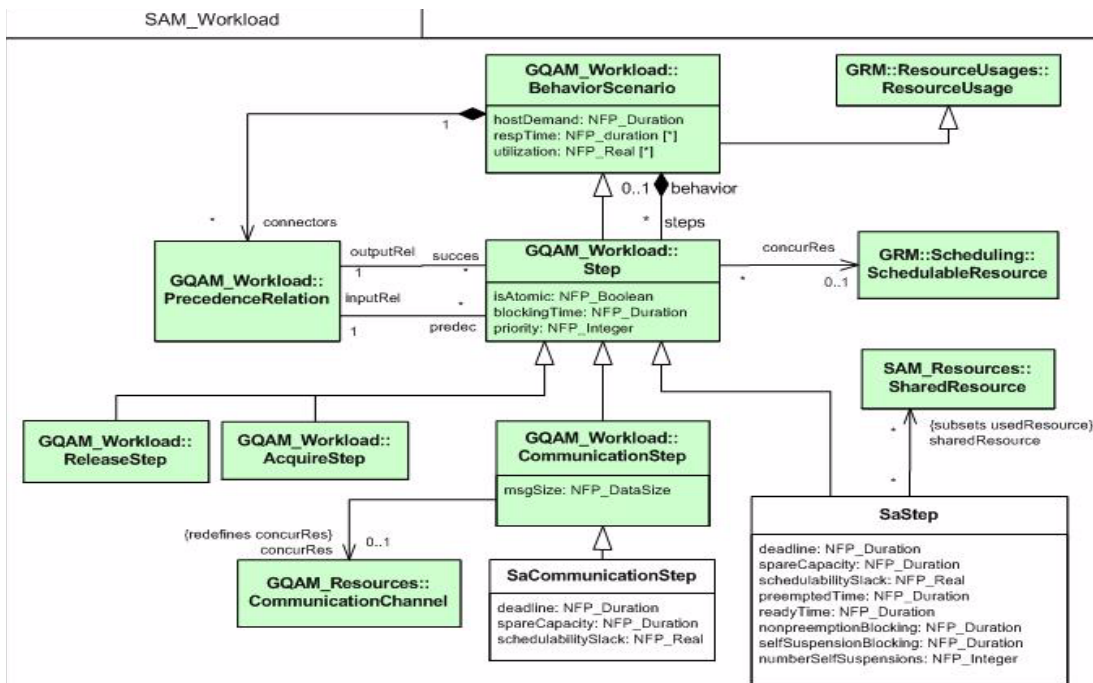 SAM_Workload
GQAM_Workload::
BehaviorScenario
hostDemand: NFP_Duration
respTime: NFP_duration [*]
utilization: NFP_Real [*]
GRM::ResourceUsages::
ResourceUsage
1
0..1
behavior
*
steps
*
connectors
GQAM_Workload::
PrecedenceRelation
outputRel
succes
1
*
inputRel
*
1
predec
GQAM_Workload::
Step
isAtomic: NFP_Boolean
blockingTime: NFP_Duration
priority: NFP_Integer
concurRes
*
0..1
GRM::Scheduling::
SchedulableResource
SAM_Resources::
SharedResource
*
{subsets usedResource}
sharedResource
*
GQAM_Workload::
ReleaseStep
GQAM_Workload::
AcquireStep
GQAM_Workload::
CommunicationStep
msgSize: NFP_DataSize
{redefines concurRes}
concurRes
0..1
GQAM_Resources::
CommunicationChannel
SaCommunicationStep
deadline: NFP_Duration
spareCapacity: NFP_Duration
schedulabilitySlack: NFP_Real
SaStep
deadline: NFP_Duration
spareCapacity: NFP_Duration
schedulabilitySlack: NFP_Real
preemptedTime: NFP_Duration
readyTime: NFP_Duration
nonpreemptionBlocking: NFP_Duration
selfSuspensionBlocking: NFP_Duration
numberSelfSuspensions: NFP_Integer